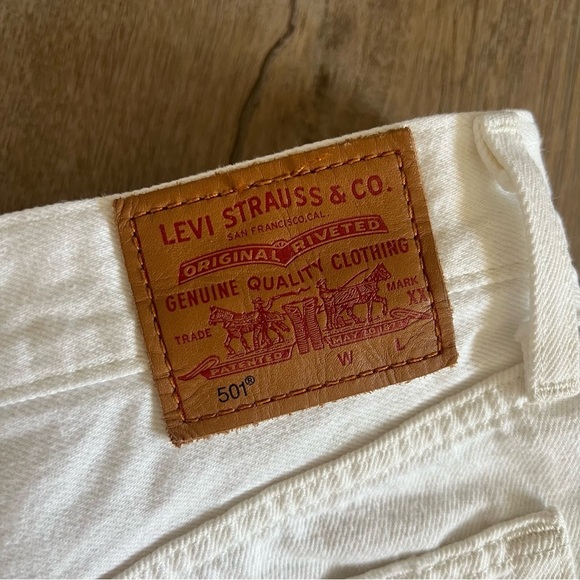 LEVI STRAUSS & CO.
SAN FRANCISCO, CAL.
ORIGINAL RIVETED
GENUINE QUALITY CLOTHING
TRADE MARK
XX
PATENTED MAY 20 1873
501® W L